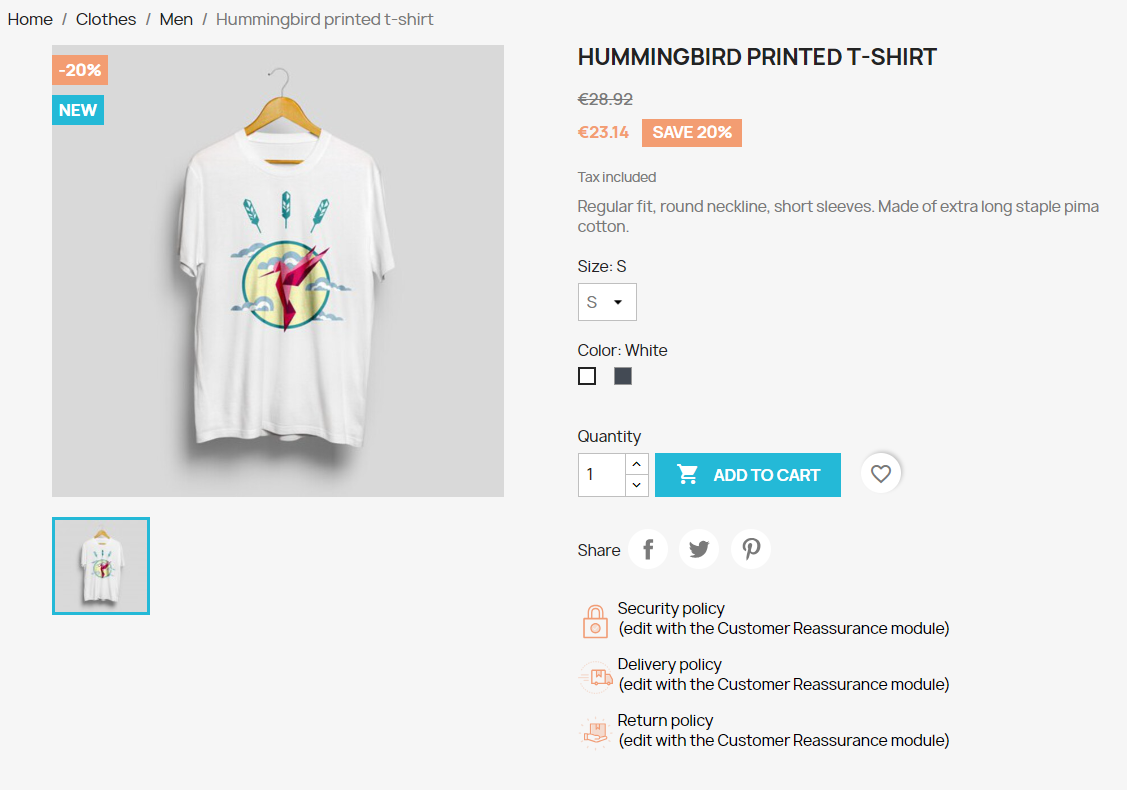 Home / Clothes / Men / Hummingbird printed t-shirt
-20%
NEW
HUMMINGBIRD PRINTED T-SHIRT
€28.92
€23.14 SAVE 20%
Tax included
Regular fit, round neckline, short sleeves. Made of extra long staple pima
cotton.
Size: S
S
Color: White
Quantity
1 ADD TO CART
Share
Security policy
(edit with the Customer Reassurance module)
Delivery policy
(edit with the Customer Reassurance module)
Return policy
(edit with the Customer Reassurance module)